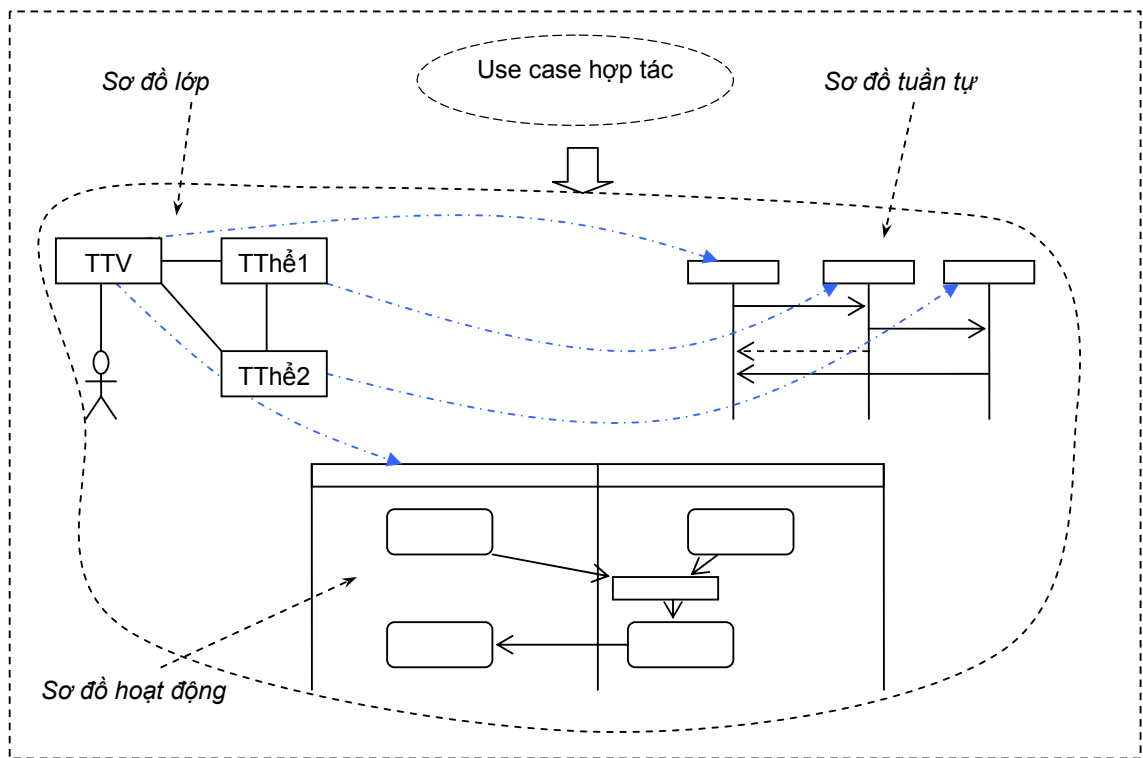 Use case hợp tác
Sơ đồ lớp
Sơ đồ tuần tự
TTV
TThể1
TThể2
Sơ đồ hoạt động